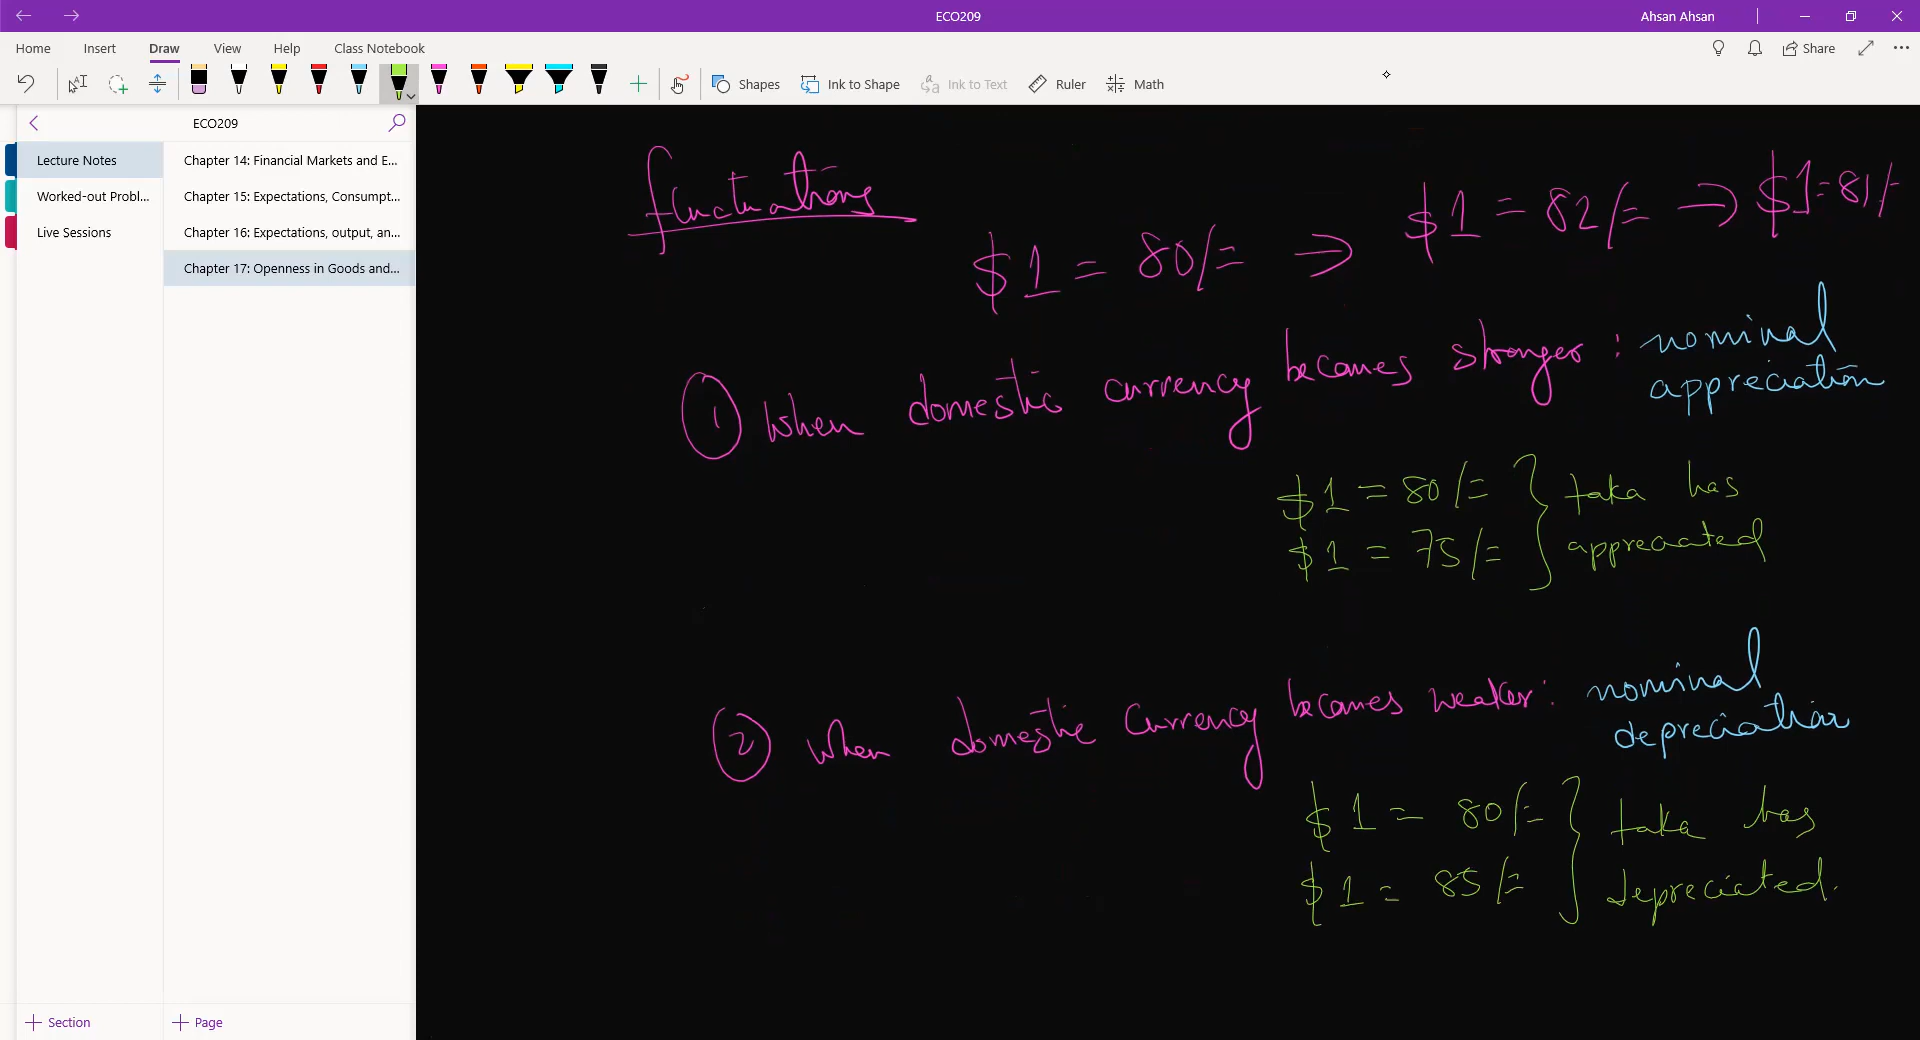 ECO209
Ahsan Ahsan
Home Insert Draw View Help Class Notebook
Share
Shapes Ink to Shape Ink to Text Ruler Math
ECO209
Lecture Notes
Worked-out Probl...
Live Sessions
Chapter 14: Financial Markets and E...
Chapter 15: Expectations, Consumpt...
Chapter 16: Expectations, output, an...
Chapter 17: Openness in Goods and...
Section
Page
fluctuations
$1 = 80/= → $1 = 82/= → $1=81/-
① When domestic currency becomes stronger : nominal
appreciation
$1 = 80/= } taka has
$1 = 75/= } appreciated
② when domestic currency becomes weaker : nominal
depreciation
$1 = 80/= } taka has
$1 = 85/= } depreciated.